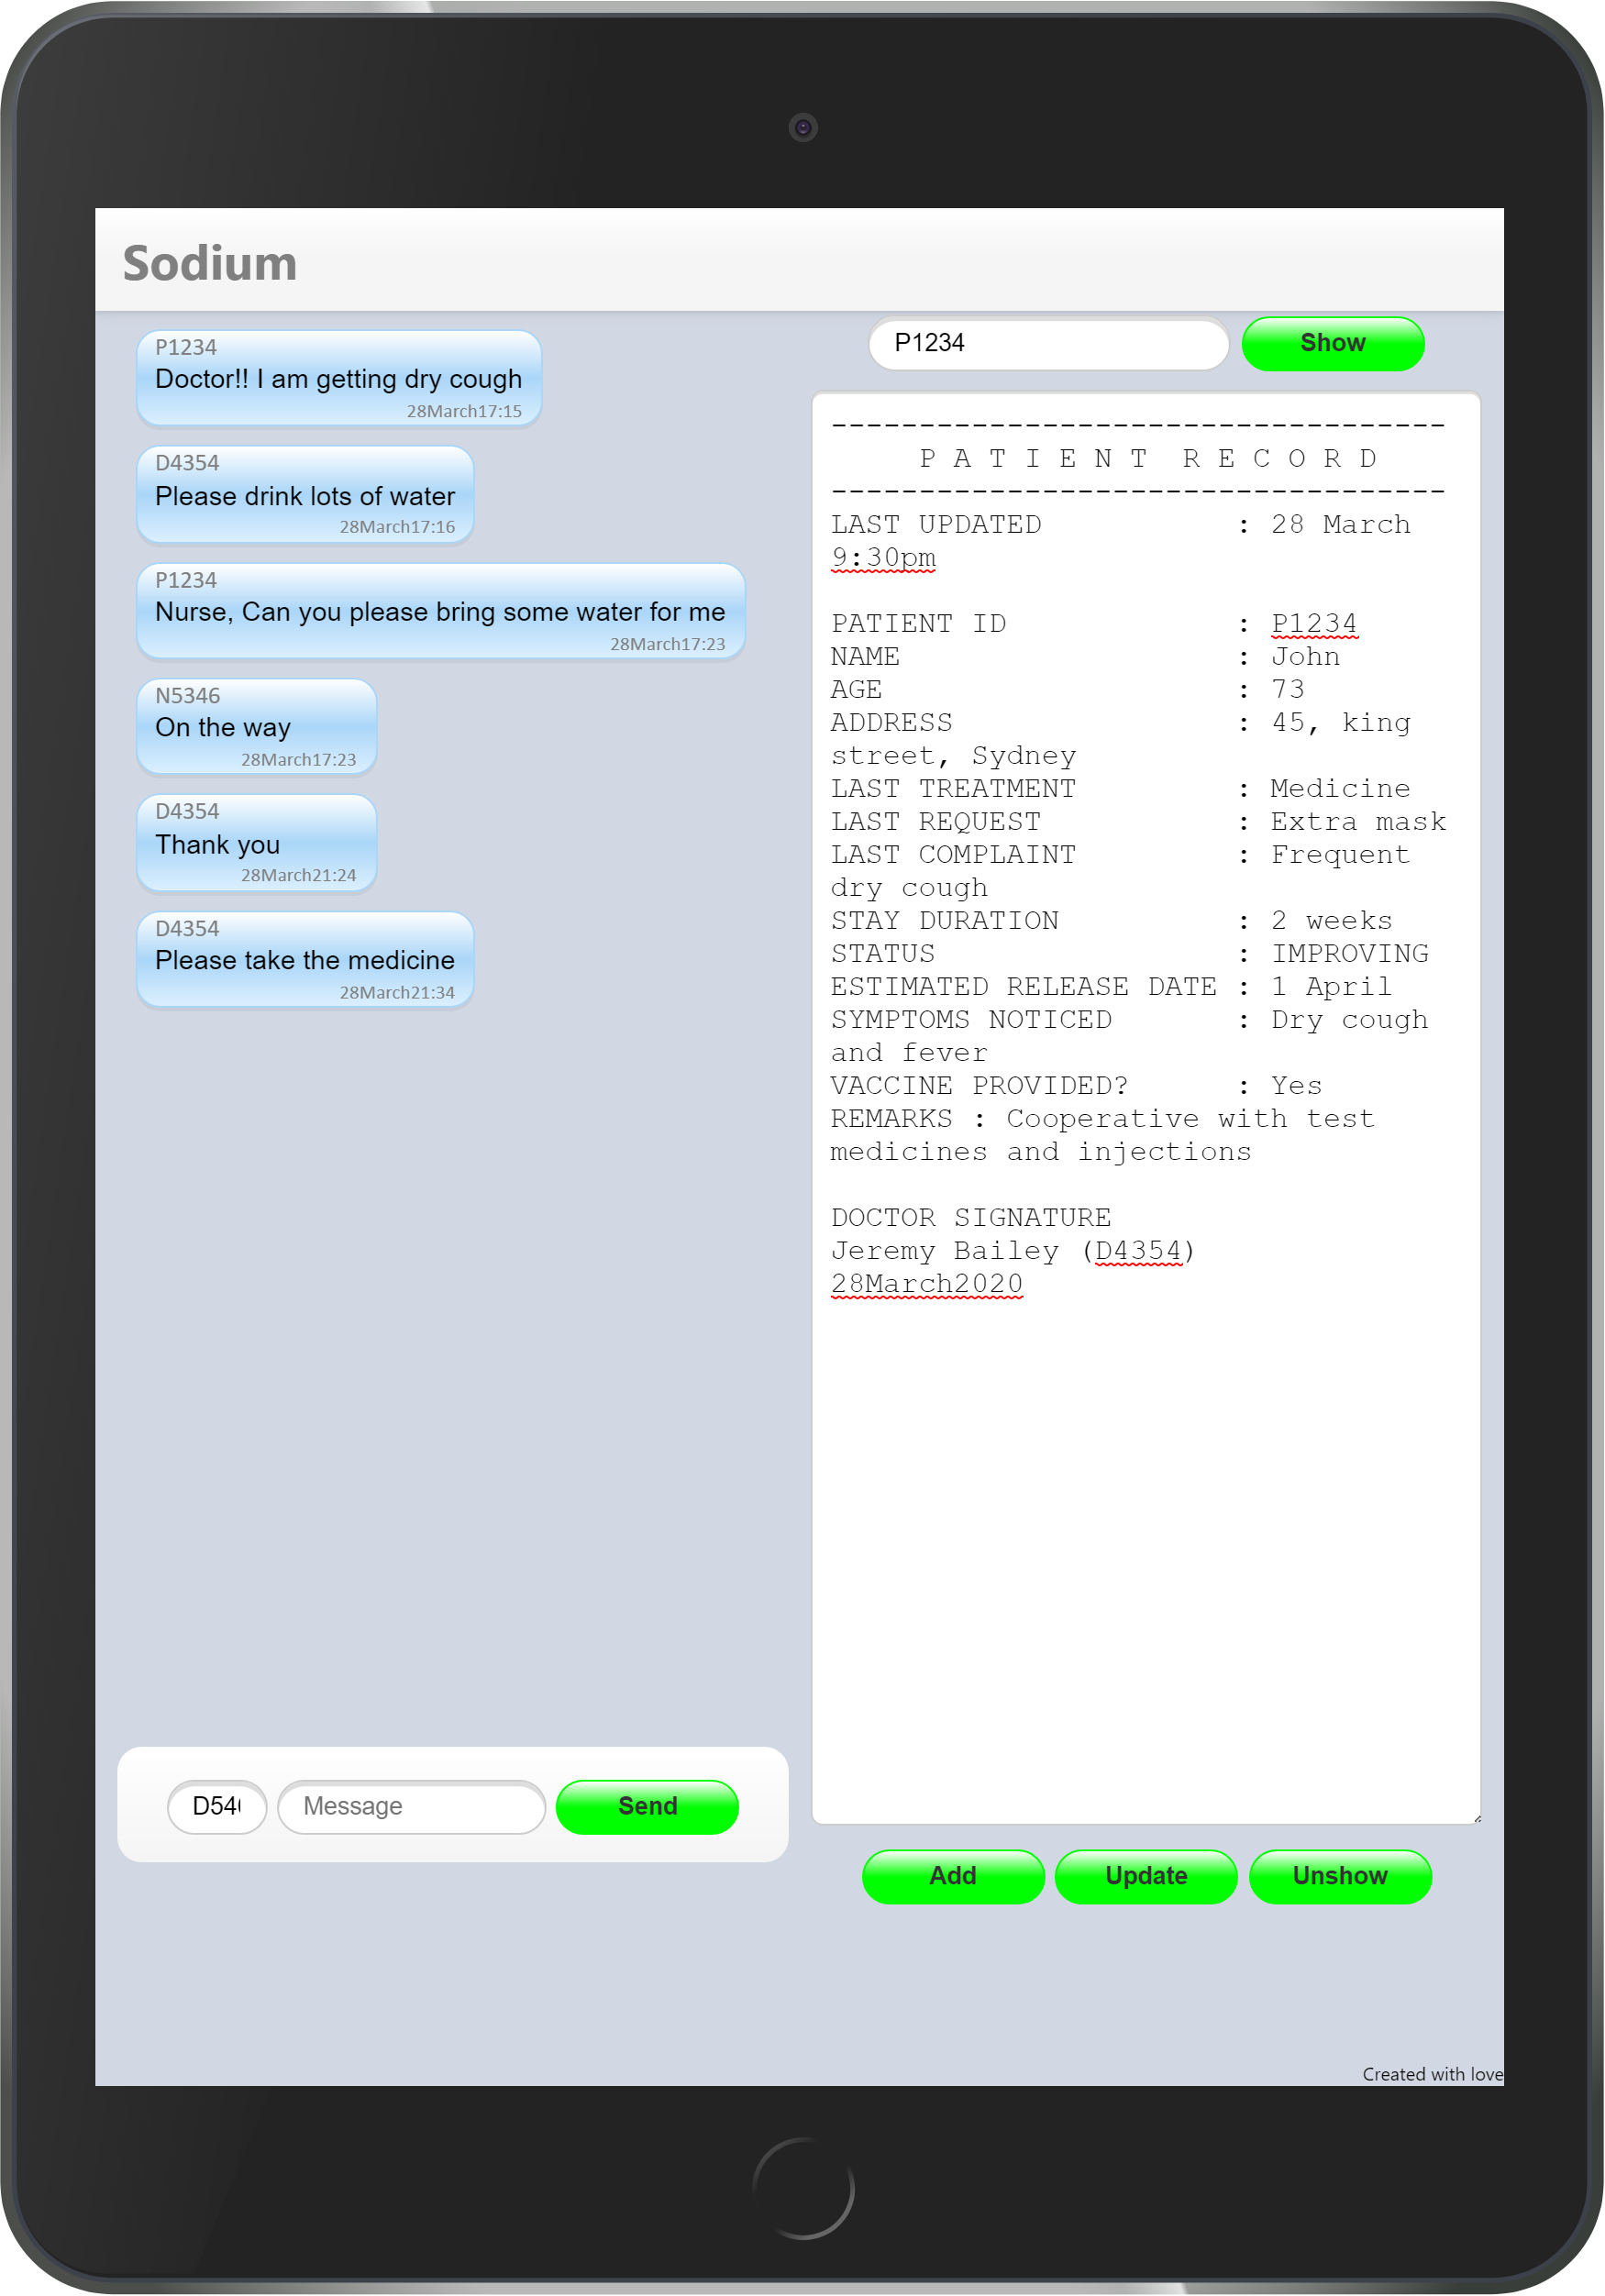 Sodium
P1234
Doctor!! I am getting dry cough
28March17:15
D4354
Please drink lots of water
28March17:16
P1234
Nurse, Can you please bring some water for me
28March17:23
N5346
On the way
28March17:23
D4354
Thank you
28March21:24
D4354
Please take the medicine
28March21:34
Message
Send
P1234
Show
-----------------------------------
P A T I E N T  R E C O R D
-----------------------------------
LAST UPDATED           : 28 March
9:30pm
PATIENT ID             : P1234
NAME                   : John
AGE                    : 73
ADDRESS                : 45, king
street, Sydney
LAST TREATMENT         : Medicine
LAST REQUEST           : Extra mask
LAST COMPLAINT         : Frequent
dry cough
STAY DURATION          : 2 weeks
STATUS                 : IMPROVING
ESTIMATED RELEASE DATE : 1 April
SYMPTOMS NOTICED       : Dry cough
and fever
VACCINE PROVIDED?      : Yes
REMARKS : Cooperative with test
medicines and injections
DOCTOR SIGNATURE
Jeremy Bailey (D4354)
28March2020
Add
Update
Unshow
Created with love